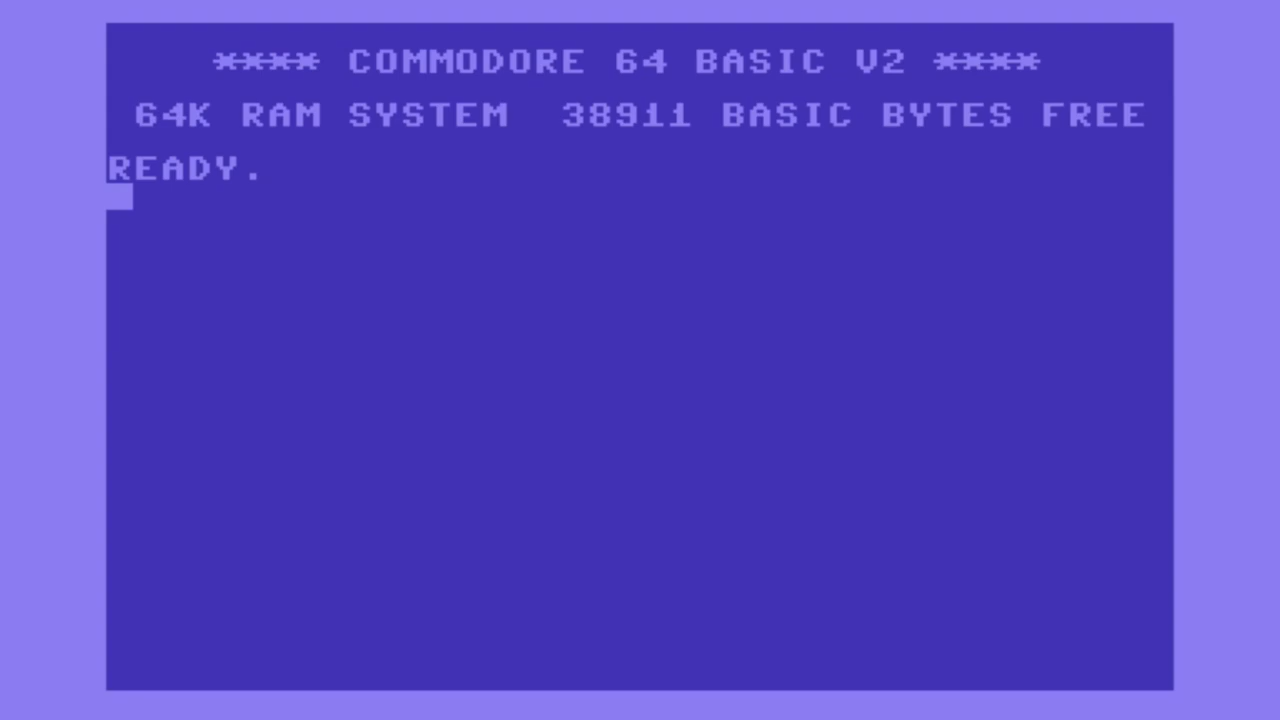 **** COMMODORE 64 BASIC V2 ****
64K RAM SYSTEM  38911 BASIC BYTES FREE
READY.